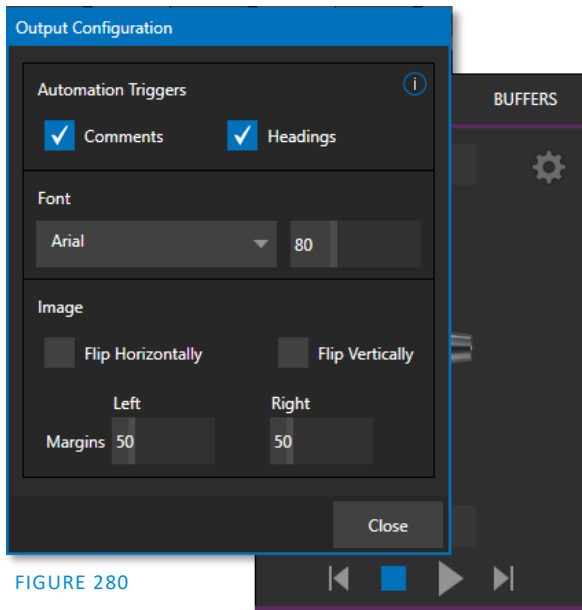 Output Configuration
Automation Triggers
Comments
Headings
BUFFERS
Font
Arial
80
Image
Flip Horizontally
Flip Vertically
Left
Right
Margins
50
50
Close
FIGURE 280